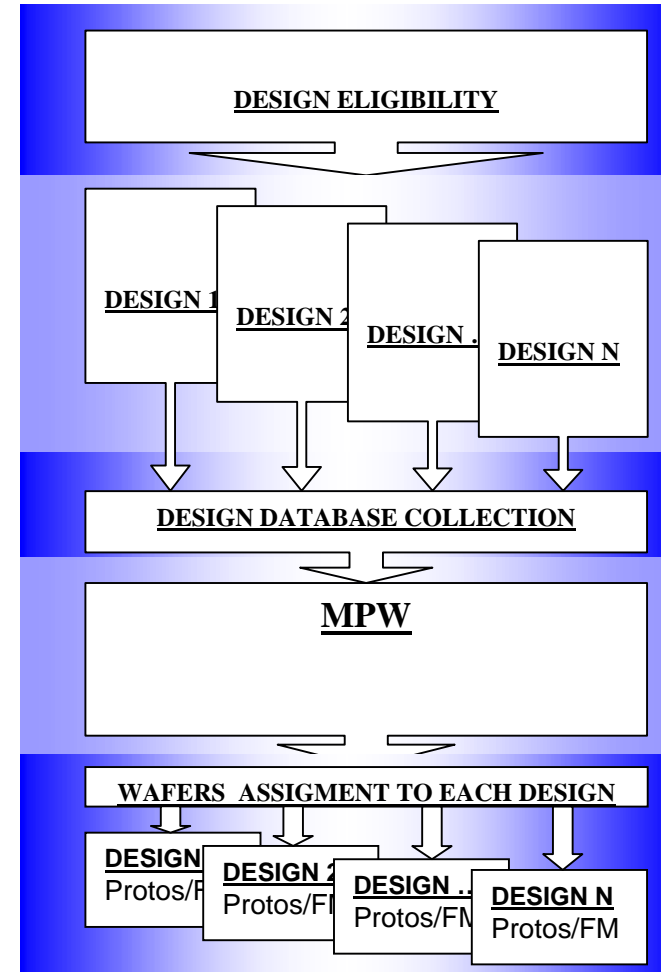 DESIGN ELIGIBILITY
DESIGN 1
DESIGN 2
DESIGN ..
DESIGN N
DESIGN DATABASE COLLECTION
MPW
WAFERS ASSIGMENT TO EACH DESIGN
DESIGN
Protos/F
DESIGN 2
Protos/FM
DESIGN ..
Protos/FM
DESIGN N
Protos/FM